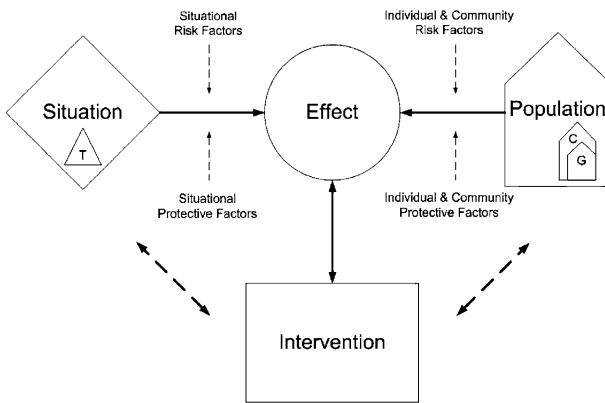 Situational
Risk Factors
Individual & Community
Risk Factors
Situation
T
Effect
Population
C
G
Situational
Protective Factors
Individual & Community
Protective Factors
Intervention